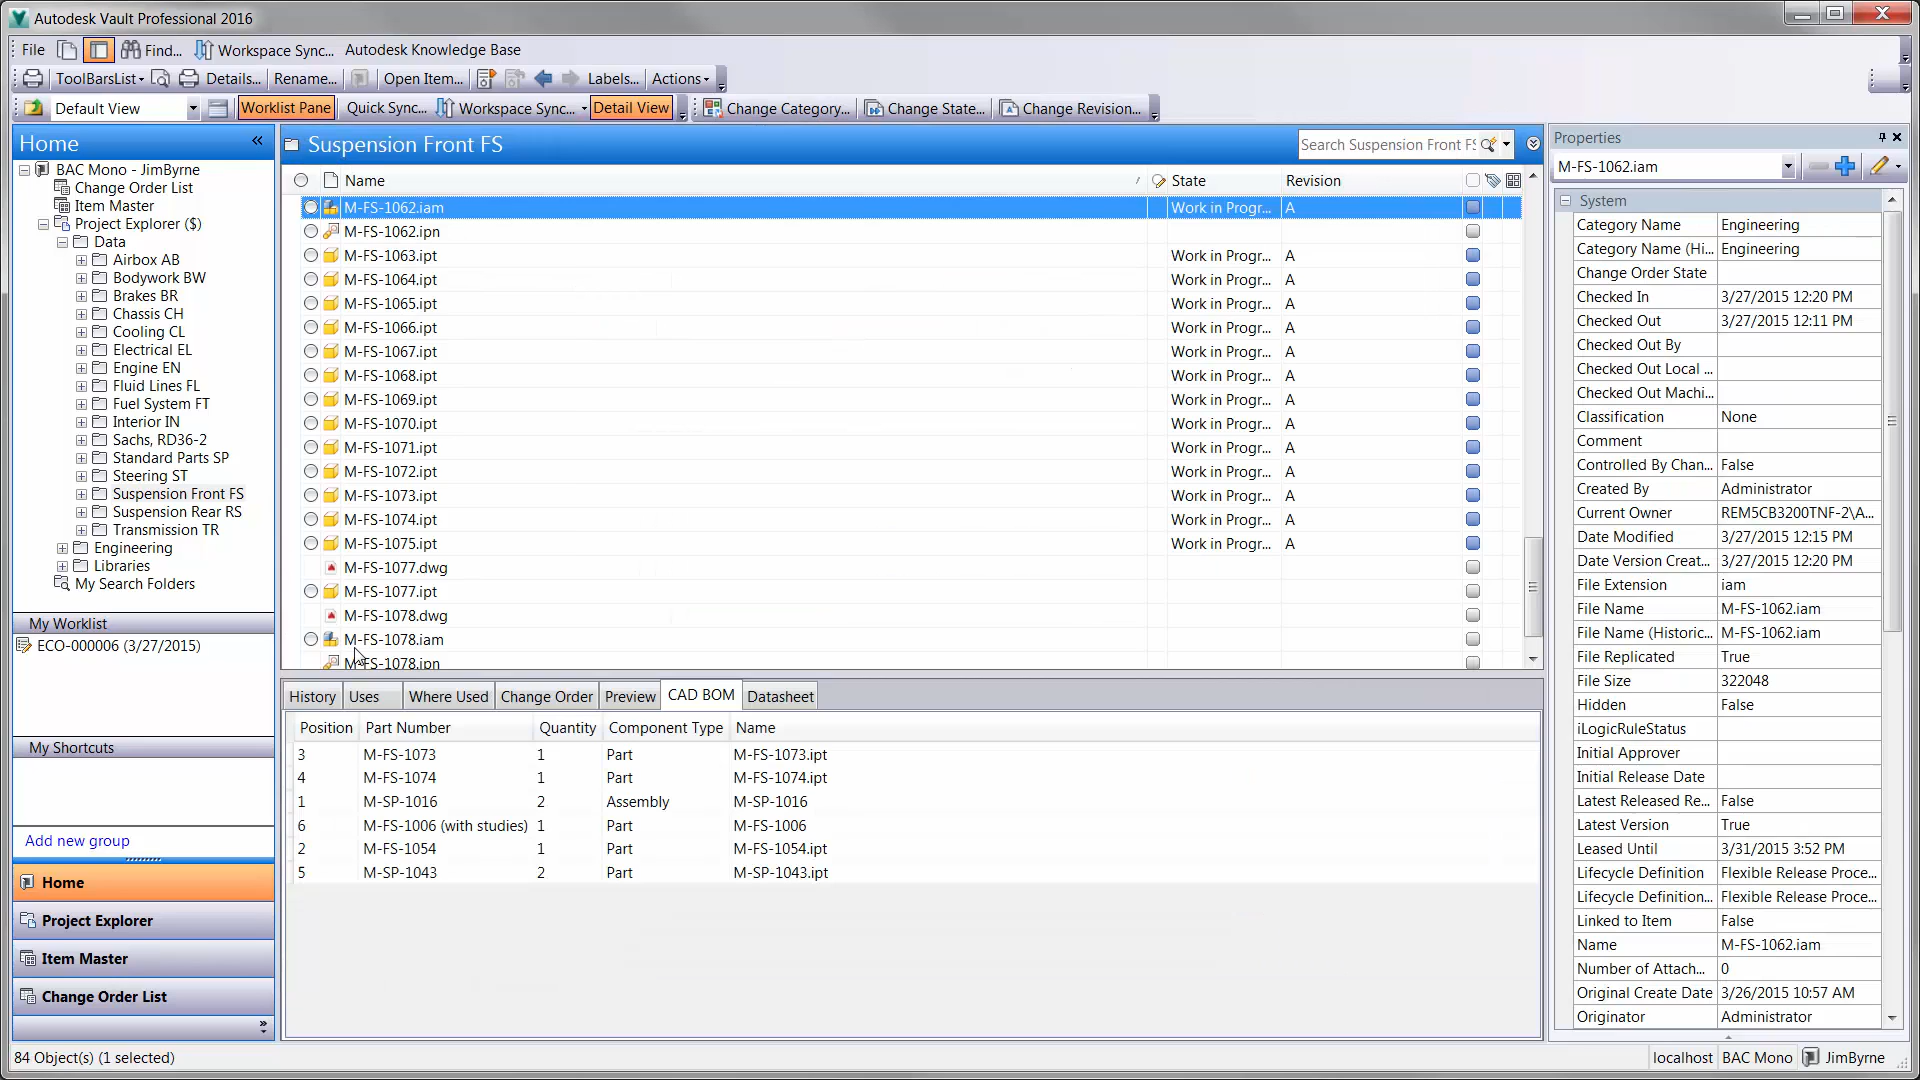 Autodesk Vault Professional 2016
File Find... Workspace Sync... Autodesk Knowledge Base
ToolBarsList Details... Rename... Open Item... Labels... Actions
Default View Worklist Pane Quick Sync... Workspace Sync... Detail View Change Category... Change State... Change Revision...
Home «
BAC Mono - JimByrne
Change Order List
Item Master
Project Explorer ($)
Data
Airbox AB
Bodywork BW
Brakes BR
Chassis CH
Cooling CL
Electrical EL
Engine EN
Fluid Lines FL
Fuel System FT
Interior IN
Sachs, RD36-2
Standard Parts SP
Steering ST
Suspension Front FS
Suspension Rear RS
Transmission TR
Engineering
Libraries
My Search Folders
My Worklist
ECO-000006 (3/27/2015)
My Shortcuts
Add new group
Home
Project Explorer
Item Master
Change Order List
»
Suspension Front FS Search Suspension Front FS
Name / State Revision
M-FS-1062.iam Work in Progr... A
M-FS-1062.ipn
M-FS-1063.ipt Work in Progr... A
M-FS-1064.ipt Work in Progr... A
M-FS-1065.ipt Work in Progr... A
M-FS-1066.ipt Work in Progr... A
M-FS-1067.ipt Work in Progr... A
M-FS-1068.ipt Work in Progr... A
M-FS-1069.ipt Work in Progr... A
M-FS-1070.ipt Work in Progr... A
M-FS-1071.ipt Work in Progr... A
M-FS-1072.ipt Work in Progr... A
M-FS-1073.ipt Work in Progr... A
M-FS-1074.ipt Work in Progr... A
M-FS-1075.ipt Work in Progr... A
M-FS-1077.dwg
M-FS-1077.ipt
M-FS-1078.dwg
M-FS-1078.iam
M-FS-1078.ipn
History Uses Where Used Change Order Preview CAD BOM Datasheet
Position Part Number Quantity Component Type Name
3 M-FS-1073 1 Part M-FS-1073.ipt
4 M-FS-1074 1 Part M-FS-1074.ipt
1 M-SP-1016 2 Assembly M-SP-1016
6 M-FS-1006 (with studies) 1 Part M-FS-1006
2 M-FS-1054 1 Part M-FS-1054.ipt
5 M-SP-1043 2 Part M-SP-1043.ipt
Properties
M-FS-1062.iam
System
Category Name Engineering
Category Name (Hi... Engineering
Change Order State
Checked In 3/27/2015 12:20 PM
Checked Out 3/27/2015 12:11 PM
Checked Out By
Checked Out Local ...
Checked Out Machi...
Classification None
Comment
Controlled By Chan... False
Created By Administrator
Current Owner REM5CB3200TNF-2\A...
Date Modified 3/27/2015 12:15 PM
Date Version Creat... 3/27/2015 12:20 PM
File Extension iam
File Name M-FS-1062.iam
File Name (Historic... M-FS-1062.iam
File Replicated True
File Size 322048
Hidden False
iLogicRuleStatus
Initial Approver
Initial Release Date
Latest Released Re... False
Latest Version True
Leased Until 3/31/2015 3:52 PM
Lifecycle Definition Flexible Release Proce...
Lifecycle Definition... Flexible Release Proce...
Linked to Item False
Name M-FS-1062.iam
Number of Attach... 0
Original Create Date 3/26/2015 10:57 AM
Originator Administrator
84 Object(s) (1 selected) localhost BAC Mono JimByrne